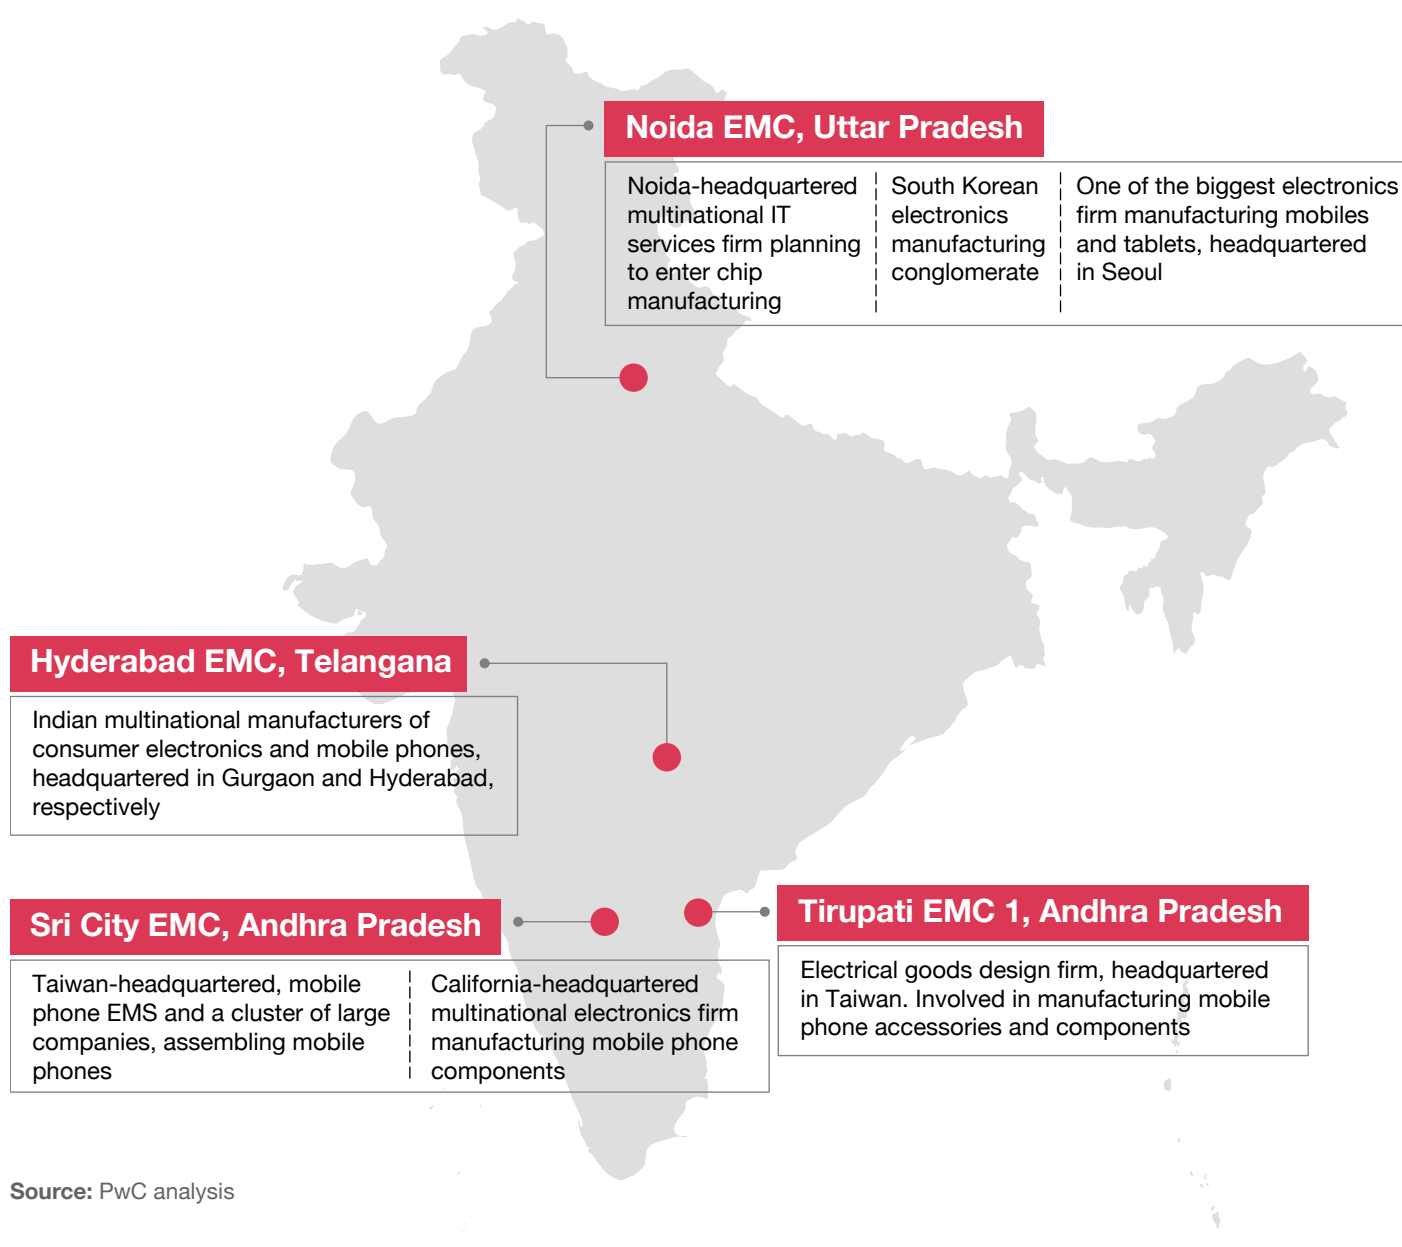 Noida EMC, Uttar Pradesh
Noida-headquartered
multinational IT
services firm planning
to enter chip
manufacturing
South Korean
electronics
manufacturing
conglomerate
One of the biggest electronics
firm manufacturing mobiles
and tablets, headquartered
in Seoul
Hyderabad EMC, Telangana
Indian multinational manufacturers of
consumer electronics and mobile phones,
headquartered in Gurgaon and Hyderabad,
respectively
Sri City EMC, Andhra Pradesh
Taiwan-headquartered, mobile
phone EMS and a cluster of large
companies, assembling mobile
phones
California-headquartered
multinational electronics firm
manufacturing mobile phone
components
Tirupati EMC 1, Andhra Pradesh
Electrical goods design firm, headquartered
in Taiwan. Involved in manufacturing mobile
phone accessories and components
Source: PwC analysis